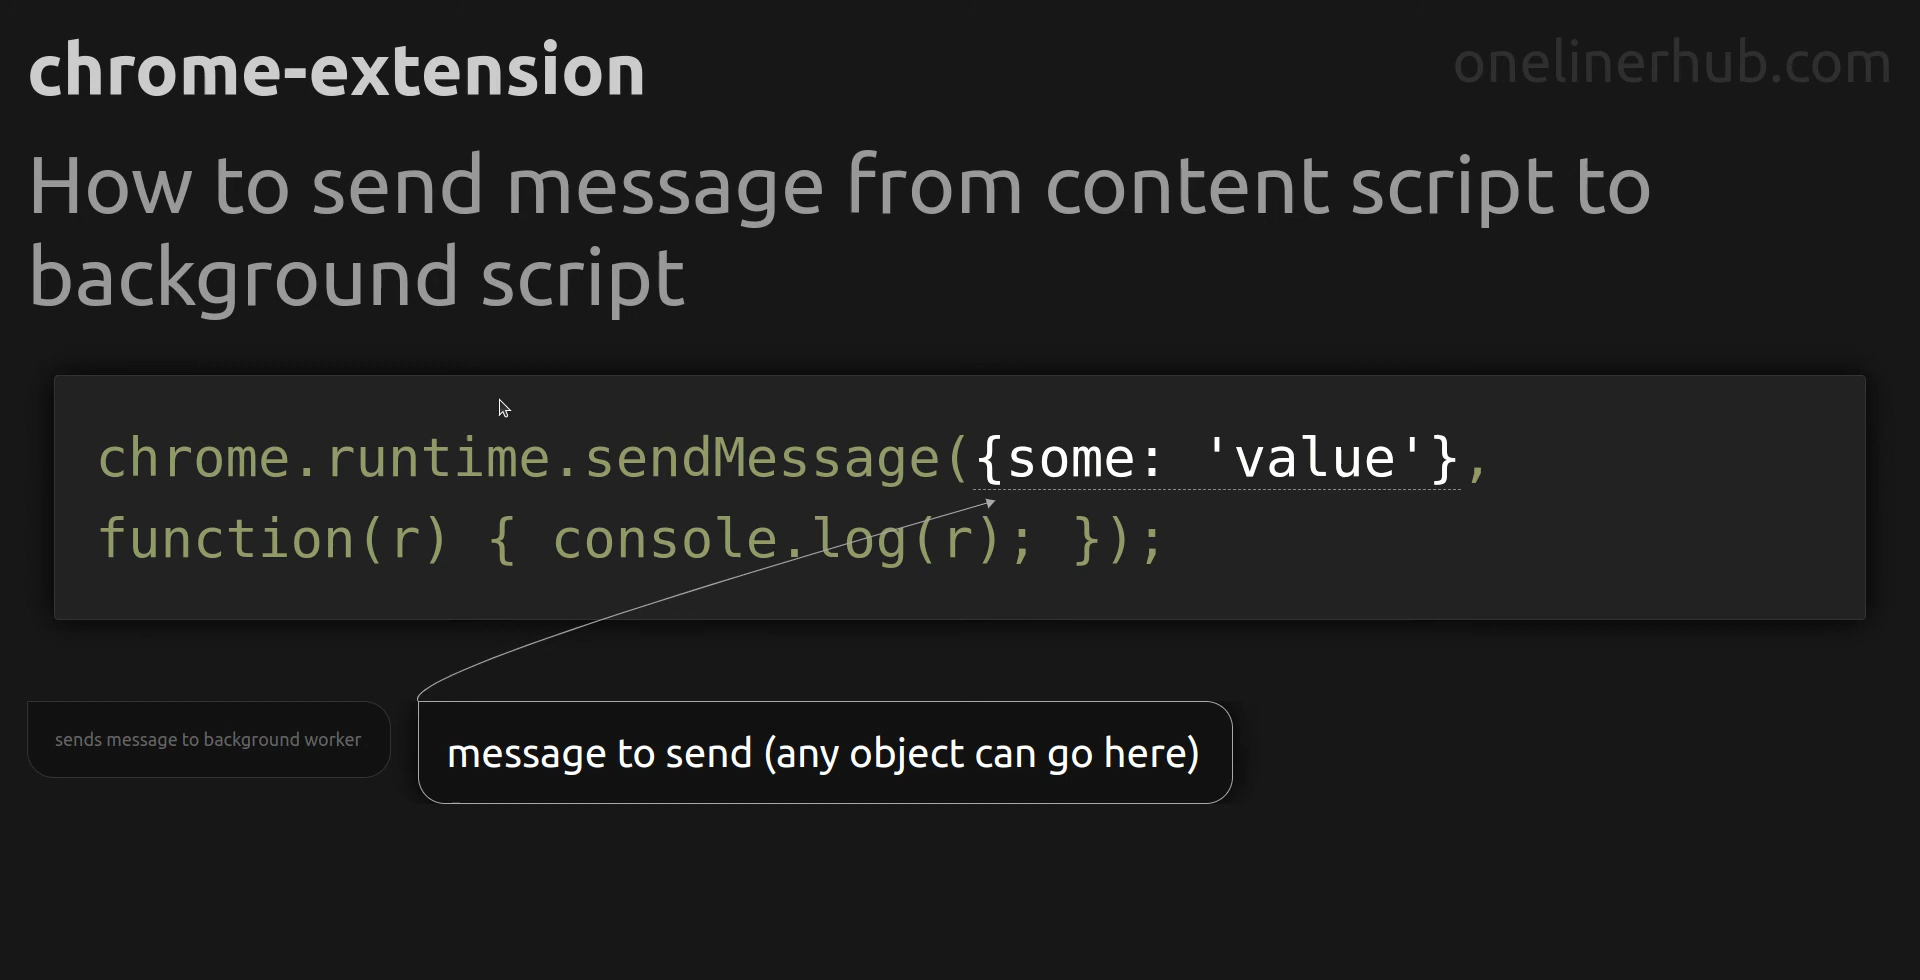 chrome-extension
onelinerhub.com
How to send message from content script to
background script
chrome.runtime.sendMessage({some: 'value'},
function(r) { console.log(r); });
sends message to background worker
message to send (any object can go here)